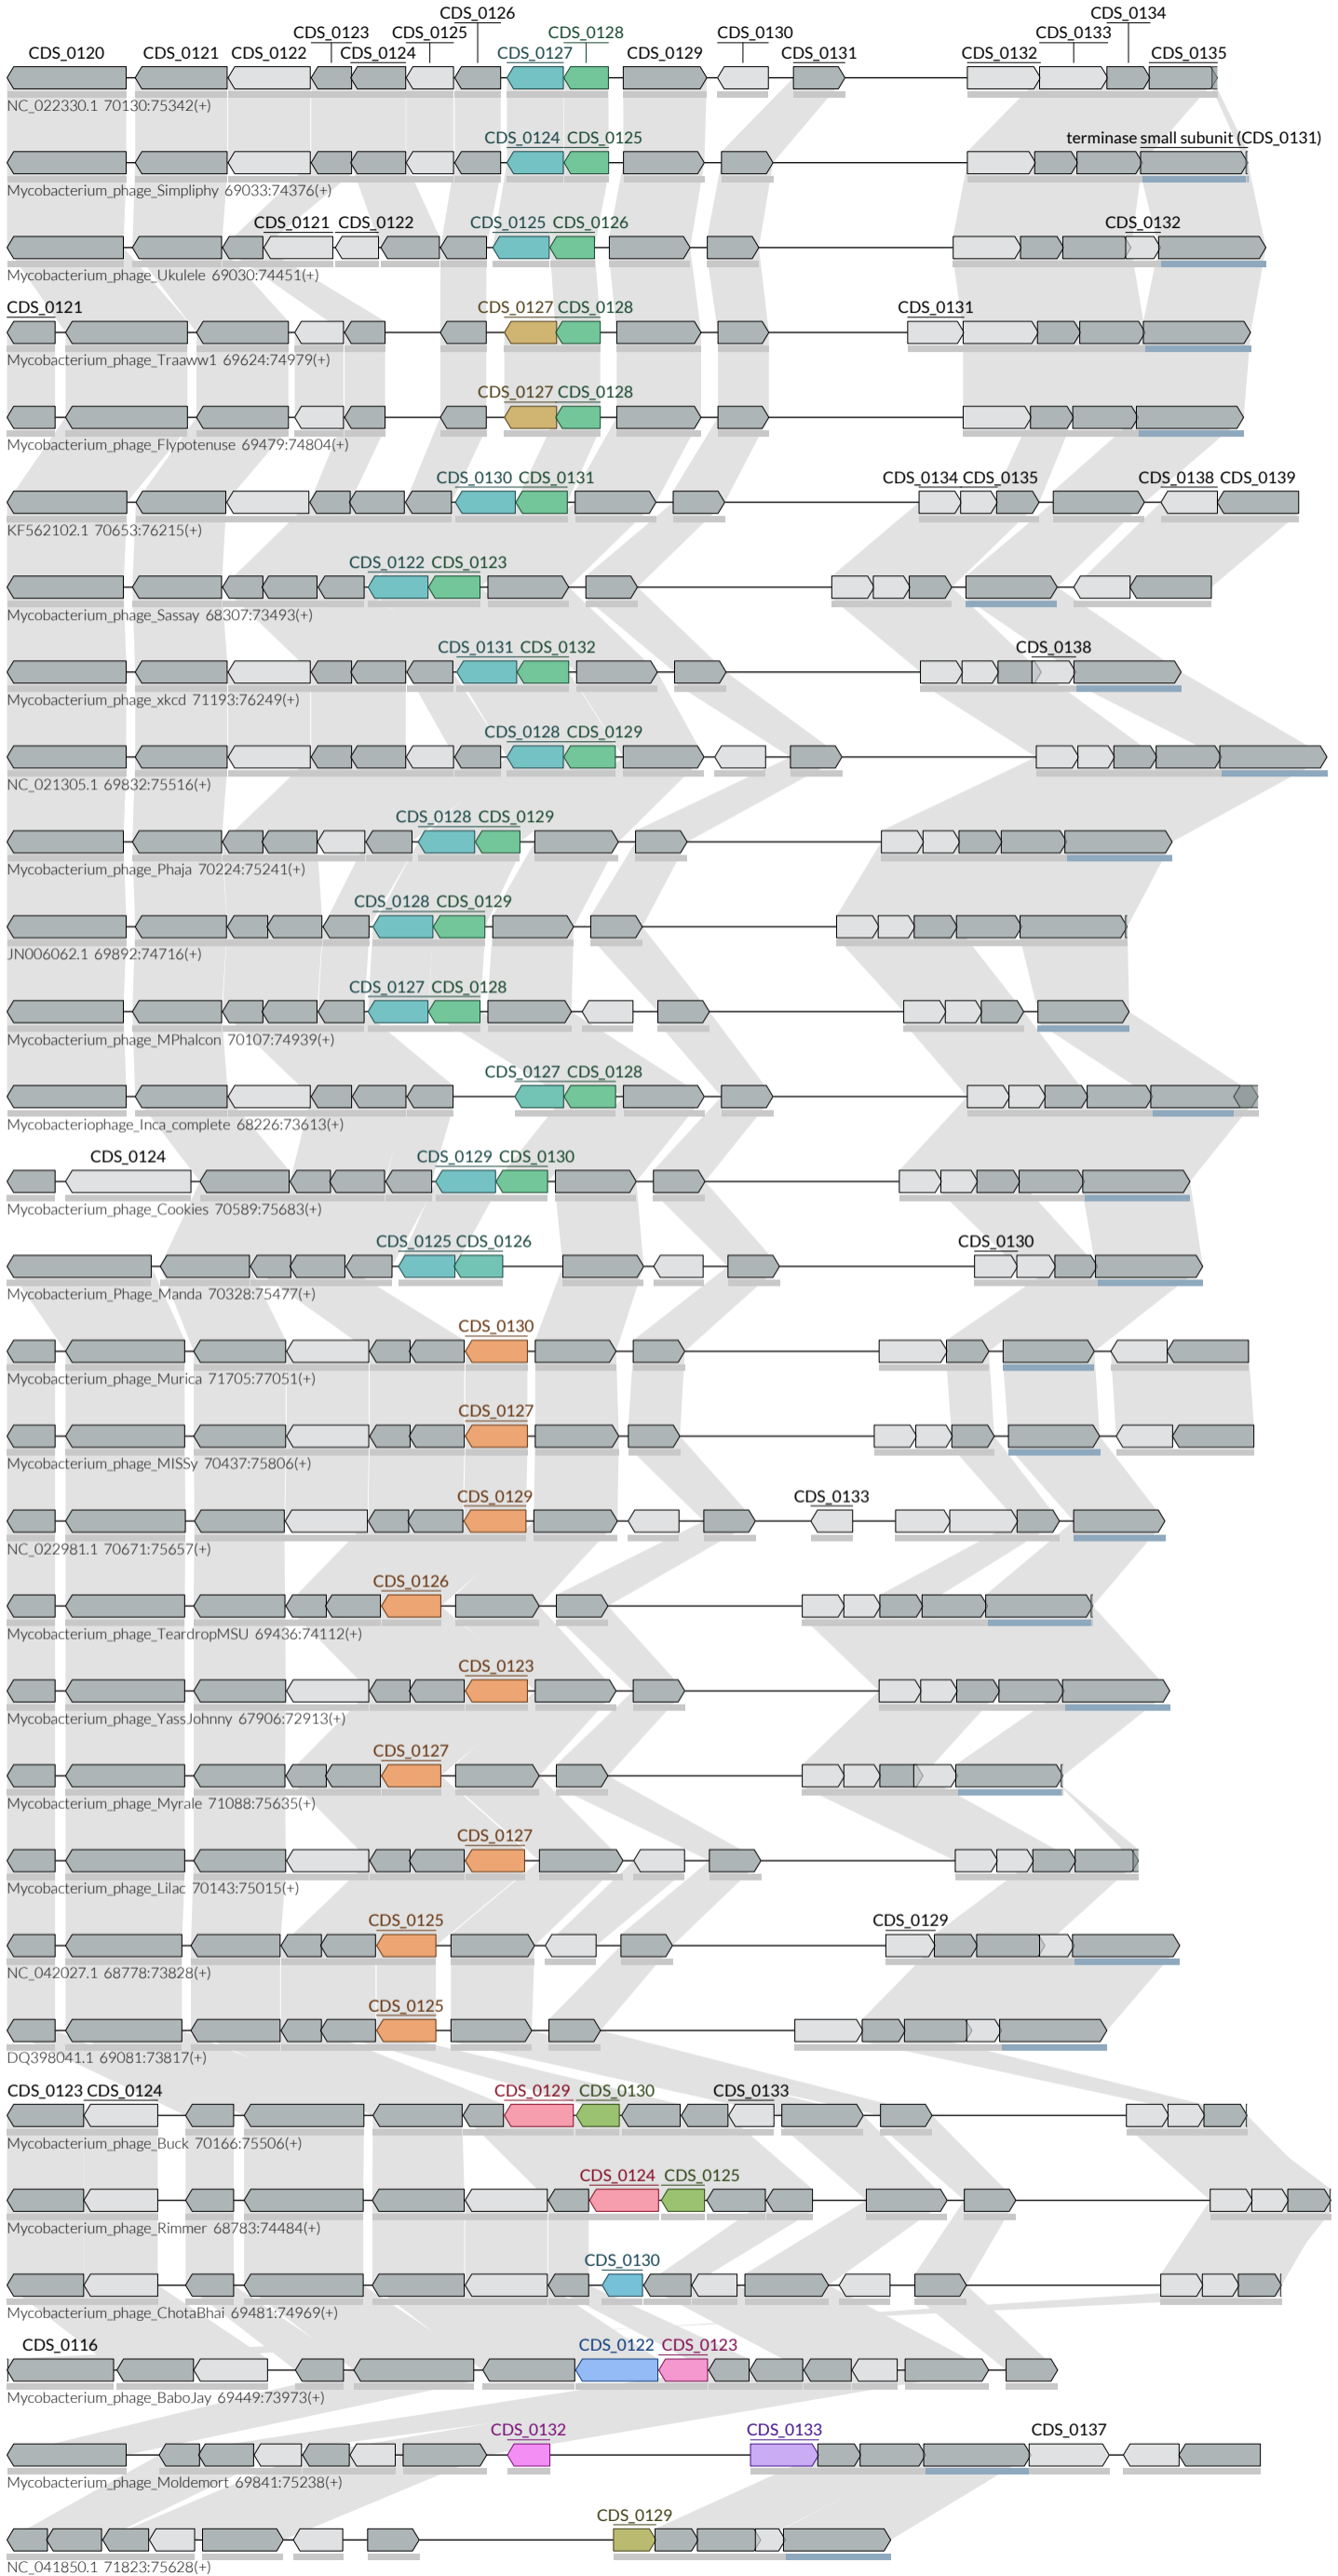 CDS_0126 CDS_0134
CDS_0123 CDS_0125 CDS_0128 CDS_0130 CDS_0133
CDS_0120 CDS_0121 CDS_0122 CDS_0124 CDS_0127 CDS_0129 CDS_0131 CDS_0132 CDS_0135
NC_022330.1 70130:75342(+)
CDS_0124 CDS_0125 terminase small subunit (CDS_0131)
Mycobacterium_phage_Simpliphy 69033:74376(+)
CDS_0121 CDS_0122 CDS_0125 CDS_0126 CDS_0132
Mycobacterium_phage_Ukulele 69030:74451(+)
CDS_0121 CDS_0127 CDS_0128 CDS_0131
Mycobacterium_phage_Traaww1 69624:74979(+)
CDS_0127 CDS_0128
Mycobacterium_phage_Flypotenuse 69479:74804(+)
CDS_0130 CDS_0131 CDS_0134 CDS_0135 CDS_0138 CDS_0139
KF562102.1 70653:76215(+)
CDS_0122 CDS_0123
Mycobacterium_phage_Sassay 68307:73493(+)
CDS_0131 CDS_0132 CDS_0138
Mycobacterium_phage_xkcd 71193:76249(+)
CDS_0128 CDS_0129
NC_021305.1 69832:75516(+)
CDS_0128 CDS_0129
Mycobacterium_phage_Phaja 70224:75241(+)
CDS_0128 CDS_0129
JN006062.1 69892:74716(+)
CDS_0127 CDS_0128
Mycobacterium_phage_MPhalcon 70107:74939(+)
CDS_0127 CDS_0128
Mycobacteriophage_Inca_complete 68226:73613(+)
CDS_0124 CDS_0129 CDS_0130
Mycobacterium_phage_Cookies 70589:75683(+)
CDS_0125 CDS_0126 CDS_0130
Mycobacterium_Phage_Manda 70328:75477(+)
CDS_0130
Mycobacterium_phage_Murica 71705:77051(+)
CDS_0127
Mycobacterium_phage_MISSy 70437:75806(+)
CDS_0129 CDS_0133
NC_022981.1 70671:75657(+)
CDS_0126
Mycobacterium_phage_TeardropMSU 69436:74112(+)
CDS_0123
Mycobacterium_phage_YassJohnny 67906:72913(+)
CDS_0127
Mycobacterium_phage_Myrale 71088:75635(+)
CDS_0127
Mycobacterium_phage_Lilac 70143:75015(+)
CDS_0125 CDS_0129
NC_042027.1 68778:73828(+)
CDS_0125
DQ398041.1 69081:73817(+)
CDS_0123 CDS_0124 CDS_0129 CDS_0130 CDS_0133
Mycobacterium_phage_Buck 70166:75506(+)
CDS_0124 CDS_0125
Mycobacterium_phage_Rimmer 68783:74484(+)
CDS_0130
Mycobacterium_phage_ChotaBhai 69481:74969(+)
CDS_0116 CDS_0122 CDS_0123
Mycobacterium_phage_BaboJay 69449:73973(+)
CDS_0132 CDS_0133 CDS_0137
Mycobacterium_phage_Moldemort 69841:75238(+)
CDS_0129
NC_041850.1 71823:75628(+)